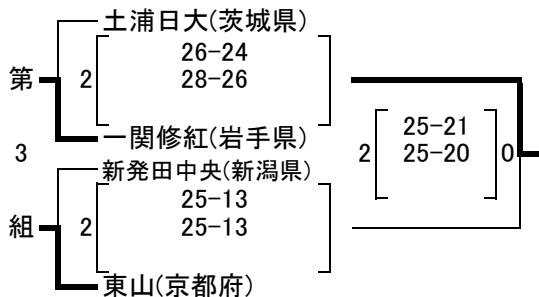 土浦日大(茨城県)
26-24
第 2 28-26
一関修紅(岩手県)
25-21
3 2 25-20 0
新発田中央(新潟県)
25-13
組 2 25-13
東山(京都府)